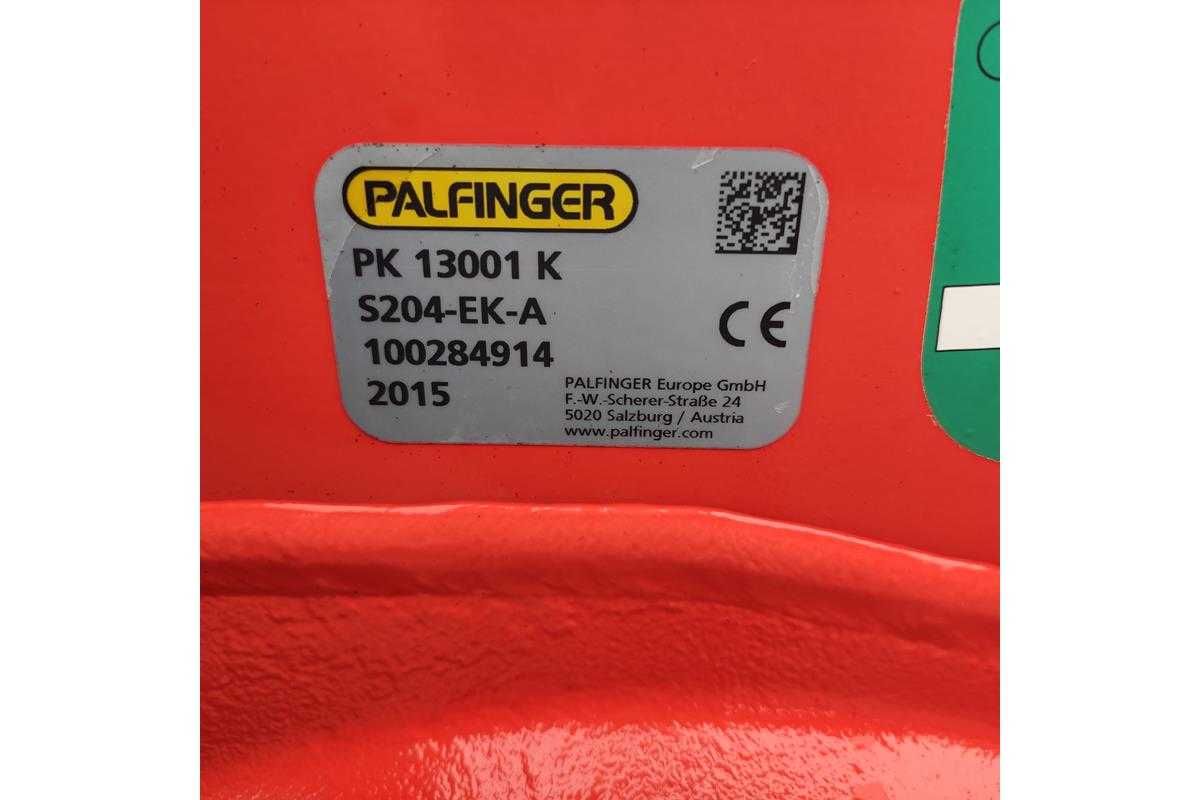 PALFINGER
PK 13001 K
S204-EK-A
100284914
2015
CE
PALFINGER Europe GmbH
F.-W.-Scherer-Straße 24
5020 Salzburg / Austria
www.palfinger.com